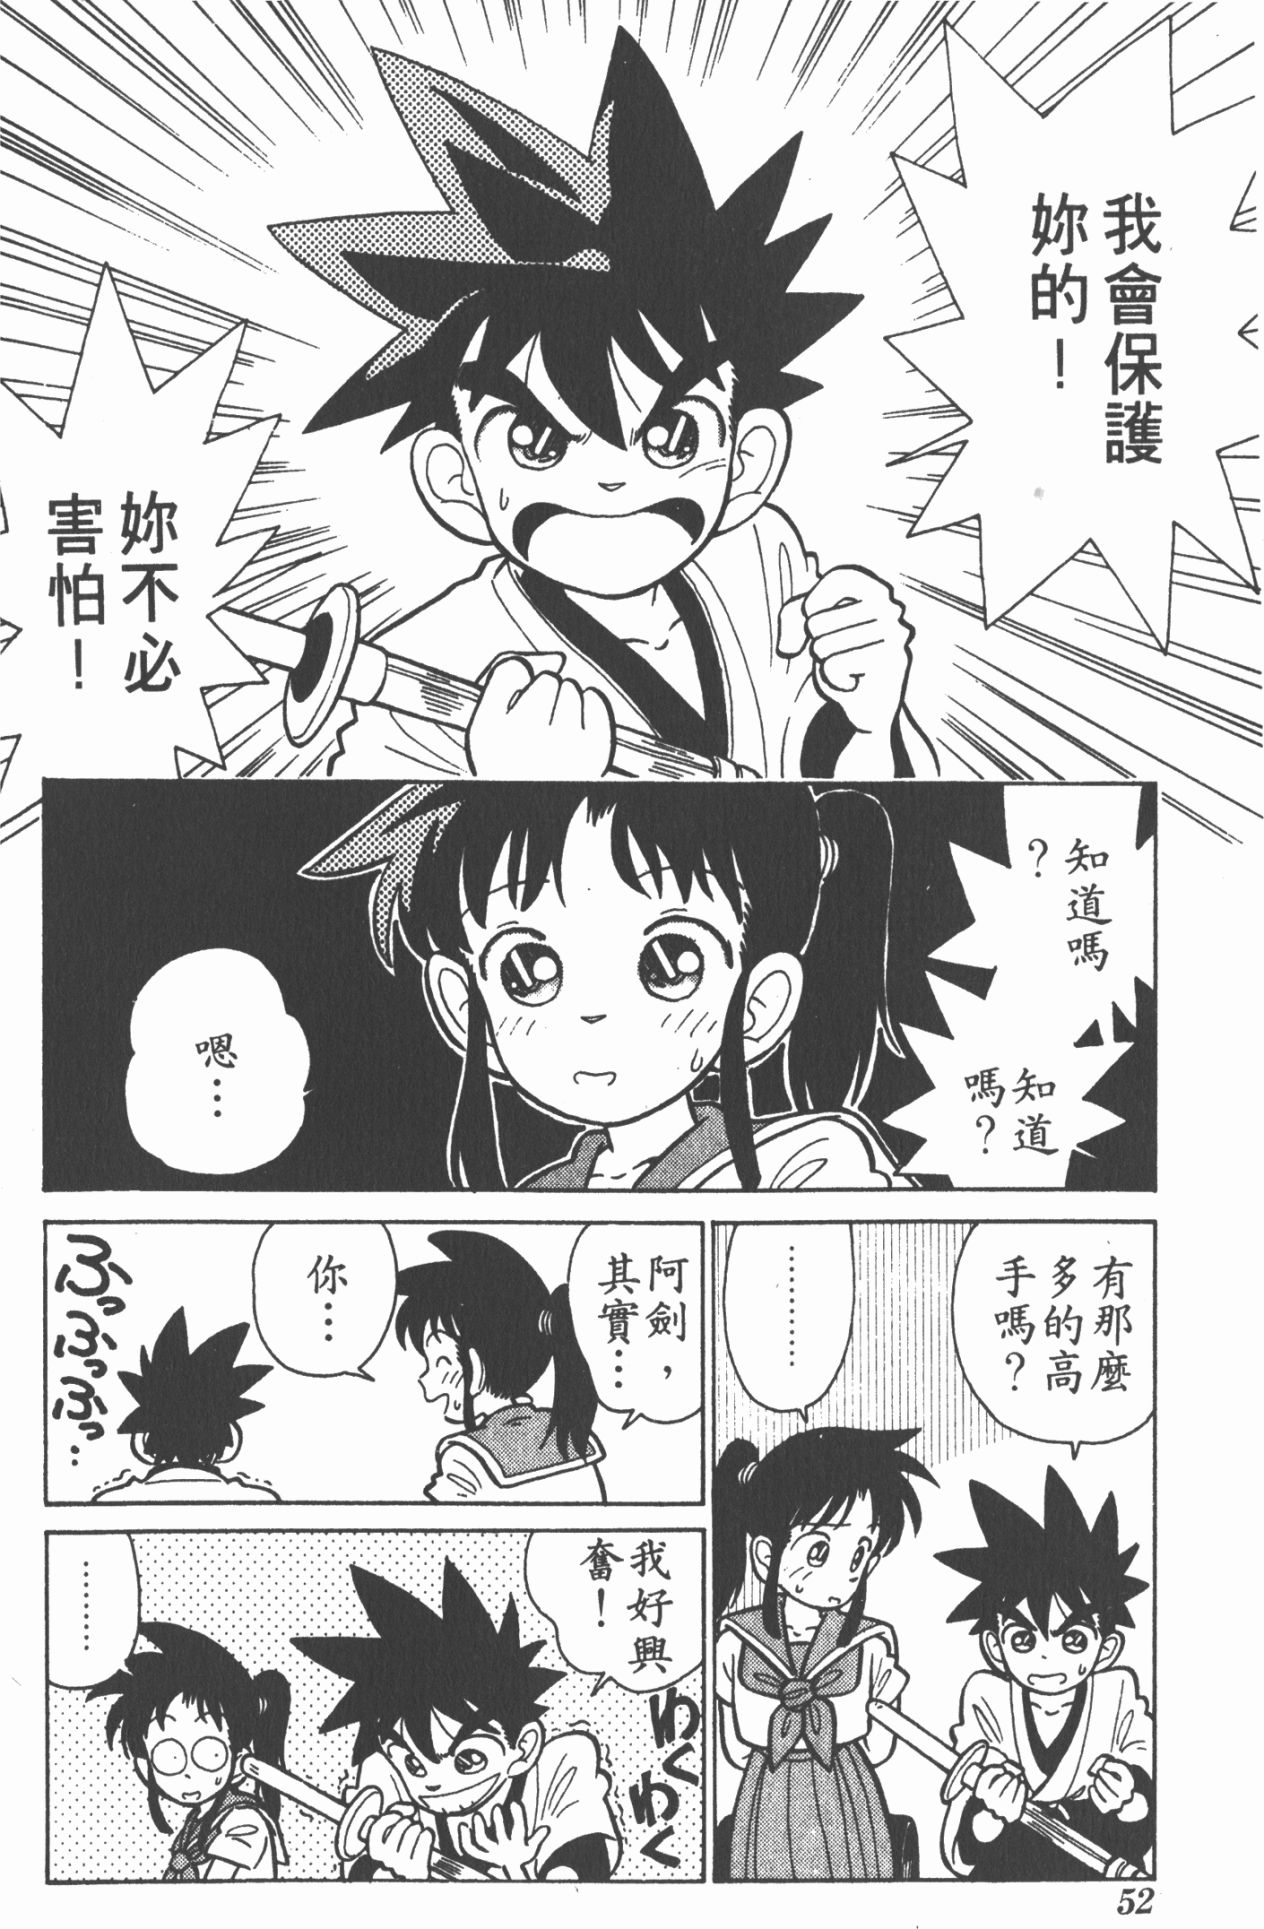 我會保護
妳的！
妳不必
害怕！
知道嗎
？
知道
嗎？
嗯…
有那麼
多的高
手嗎？
………
阿劍，
其實…
你…
ふっ
ふっ
ふっ…
我好興
奮！
わく
わく
………
52